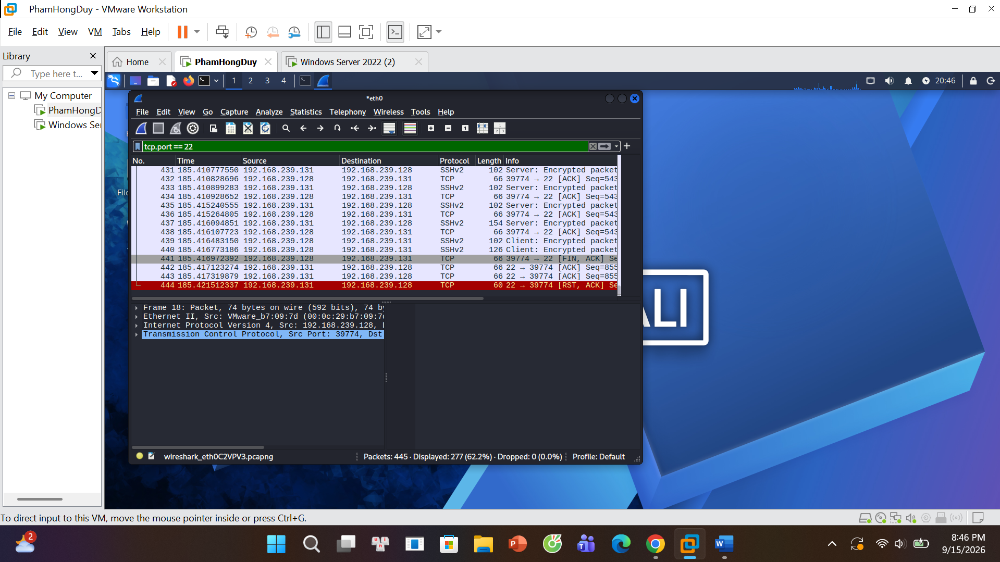 PhamHongDuy - VMware Workstation
File Edit View VM Tabs Help
Library
Type here t...
My Computer
PhamHongD
Windows Ser
Home
PhamHongDuy
Windows Server 2022 (2)
1 2 3 4
20:46
*eth0
File Edit View Go Capture Analyze Statistics Telephony Wireless Tools Help
tcp.port == 22
No. Time Source Destination Protocol Length Info
431 185.410777550 192.168.239.131 192.168.239.128 SSHv2 102 Server: Encrypted packet
432 185.410828696 192.168.239.128 192.168.239.131 TCP 66 39774 → 22 [ACK] Seq=543
433 185.410899283 192.168.239.131 192.168.239.128 SSHv2 102 Server: Encrypted packet
434 185.410928652 192.168.239.128 192.168.239.131 TCP 66 39774 → 22 [ACK] Seq=543
435 185.415240555 192.168.239.131 192.168.239.128 SSHv2 102 Server: Encrypted packet
436 185.415264805 192.168.239.128 192.168.239.131 TCP 66 39774 → 22 [ACK] Seq=543
437 185.416094851 192.168.239.131 192.168.239.128 SSHv2 154 Server: Encrypted packet
438 185.416107723 192.168.239.128 192.168.239.131 TCP 66 39774 → 22 [ACK] Seq=543
439 185.416483150 192.168.239.128 192.168.239.131 SSHv2 102 Client: Encrypted packet
440 185.416773186 192.168.239.128 192.168.239.131 SSHv2 126 Client: Encrypted packet
441 185.416972392 192.168.239.128 192.168.239.131 TCP 66 39774 → 22 [FIN, ACK] Se
442 185.417123274 192.168.239.131 192.168.239.128 TCP 66 22 → 39774 [ACK] Seq=855
443 185.417319879 192.168.239.131 192.168.239.128 TCP 66 22 → 39774 [ACK] Seq=855
444 185.421512337 192.168.239.131 192.168.239.128 TCP 60 22 → 39774 [RST, ACK] Se
File
ALI
Frame 18: Packet, 74 bytes on wire (592 bits), 74 by
Ethernet II, Src: VMware_b7:09:7d (00:0c:29:b7:09:7d
Internet Protocol Version 4, Src: 192.168.239.128, D
Transmission Control Protocol, Src Port: 39774, Dst
wireshark_eth0C2VPV3.pcapng
Packets: 445 · Displayed: 277 (62.2%) · Dropped: 0 (0.0%)
Profile: Default
To direct input to this VM, move the mouse pointer inside or press Ctrl+G.
2
8:46 PM
9/15/2026